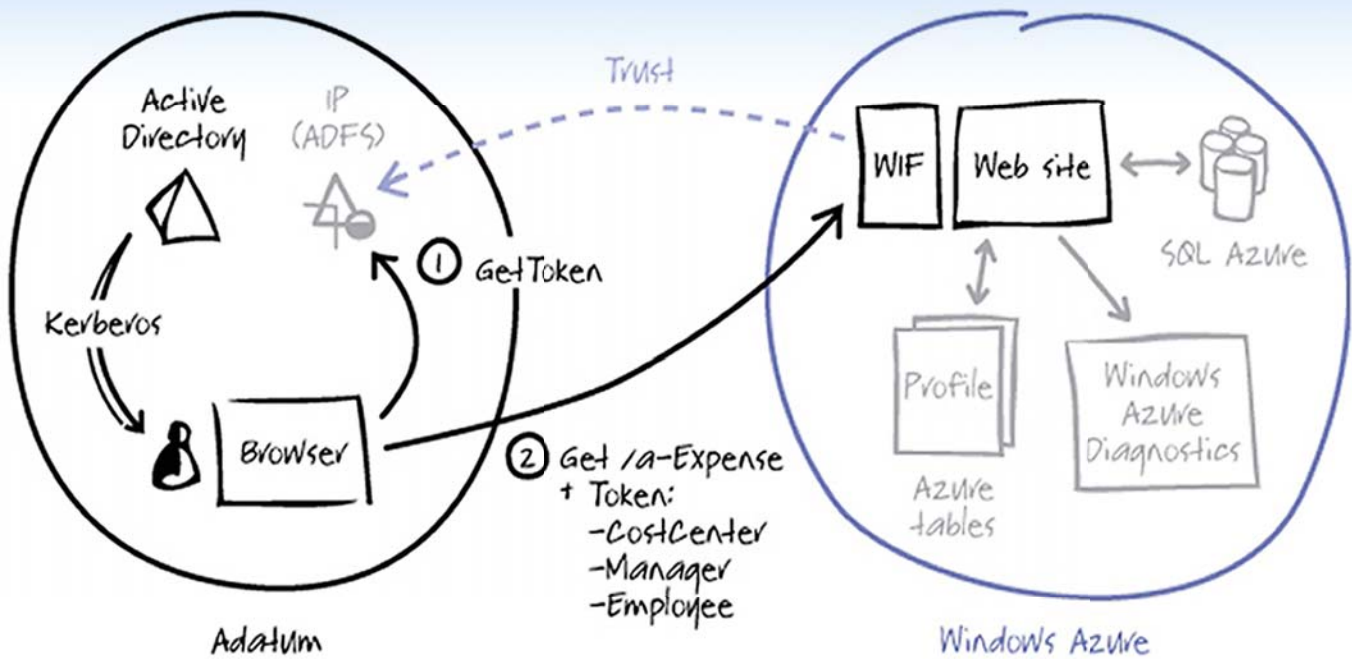 Active
Directory
IP
(ADFS)
Trust
WIF
Web site
SQL Azure
① GetToken
Kerberos
Browser
② Get /a-Expense
+ Token:
-CostCenter
-Manager
-Employee
Profile
Azure
tables
Windows
Azure
Diagnostics
Adatum
Windows Azure